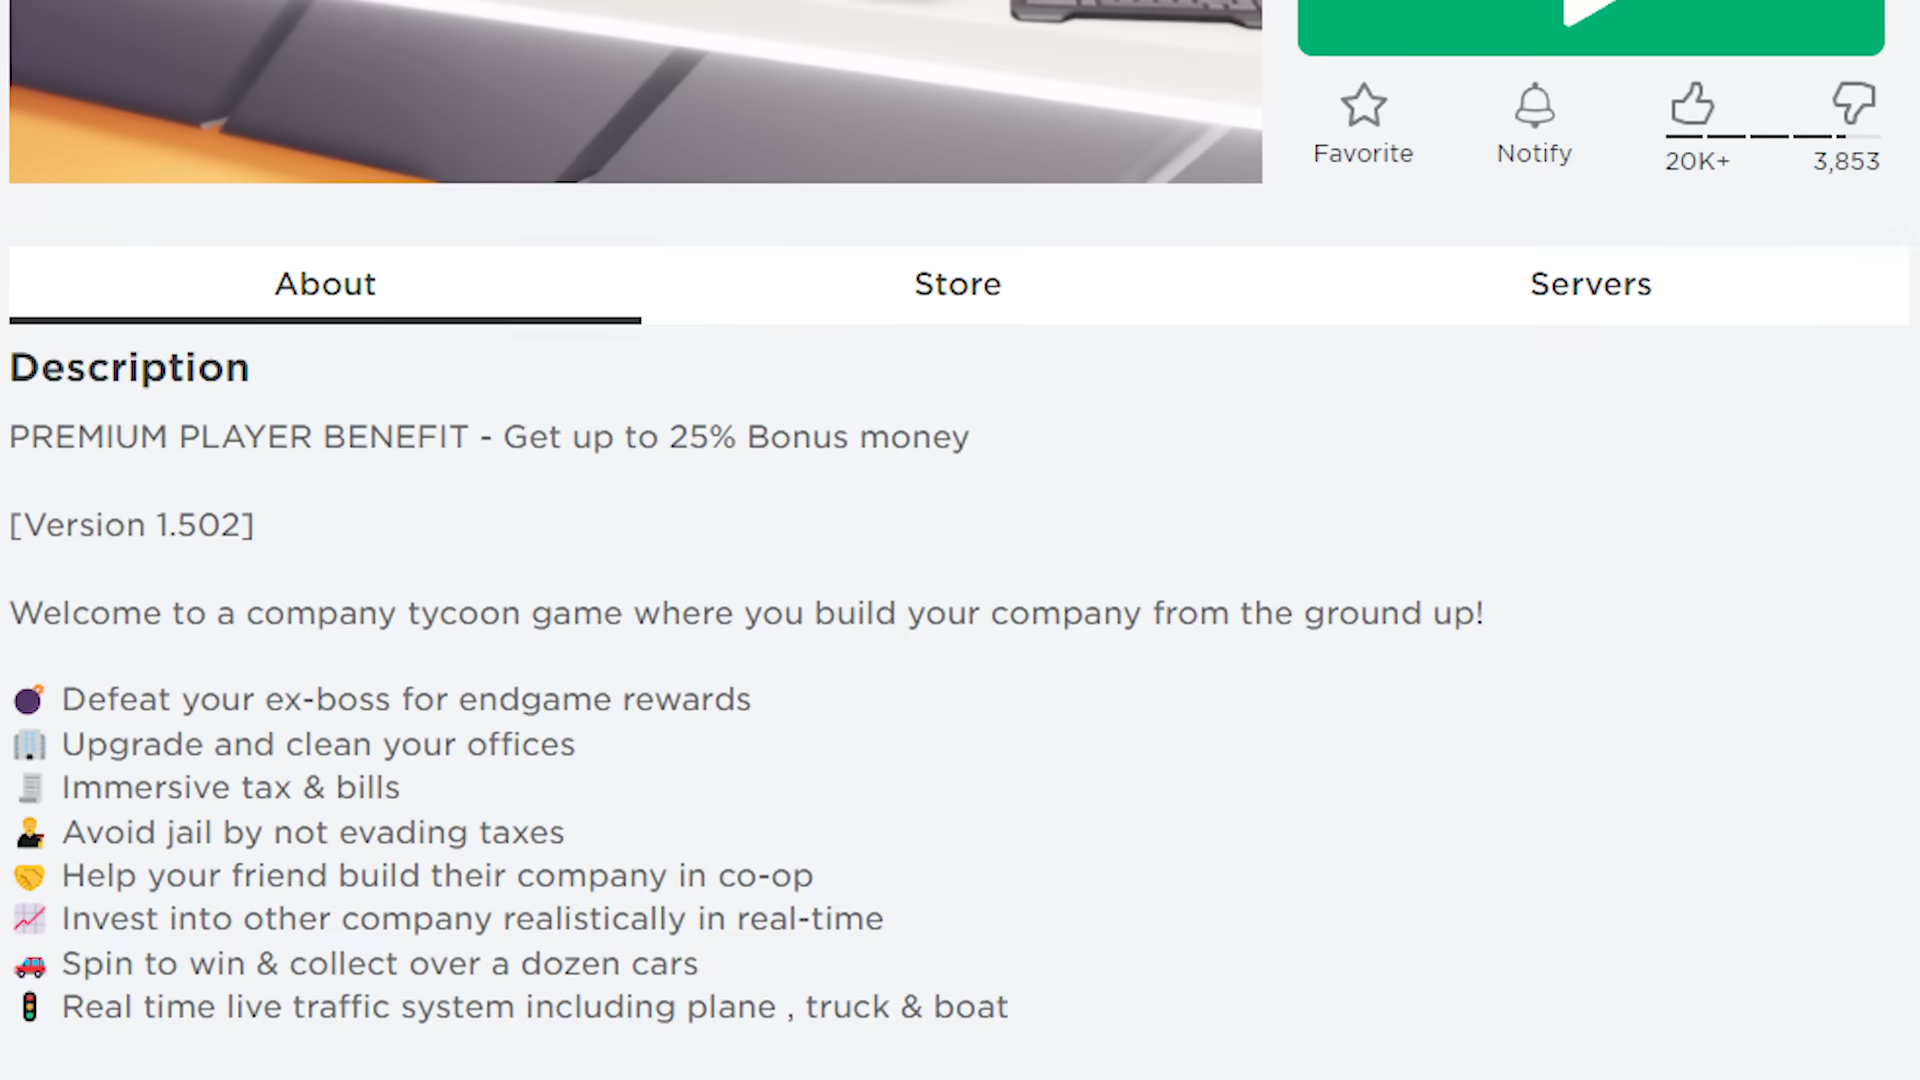 Favorite
Notify
20K+
3,853
About
Store
Servers
Description
PREMIUM PLAYER BENEFIT - Get up to 25% Bonus money
[Version 1.502]
Welcome to a company tycoon game where you build your company from the ground up!
Defeat your ex-boss for endgame rewards
Upgrade and clean your offices
Immersive tax & bills
Avoid jail by not evading taxes
Help your friend build their company in co-op
Invest into other company realistically in real-time
Spin to win & collect over a dozen cars
Real time live traffic system including plane , truck & boat